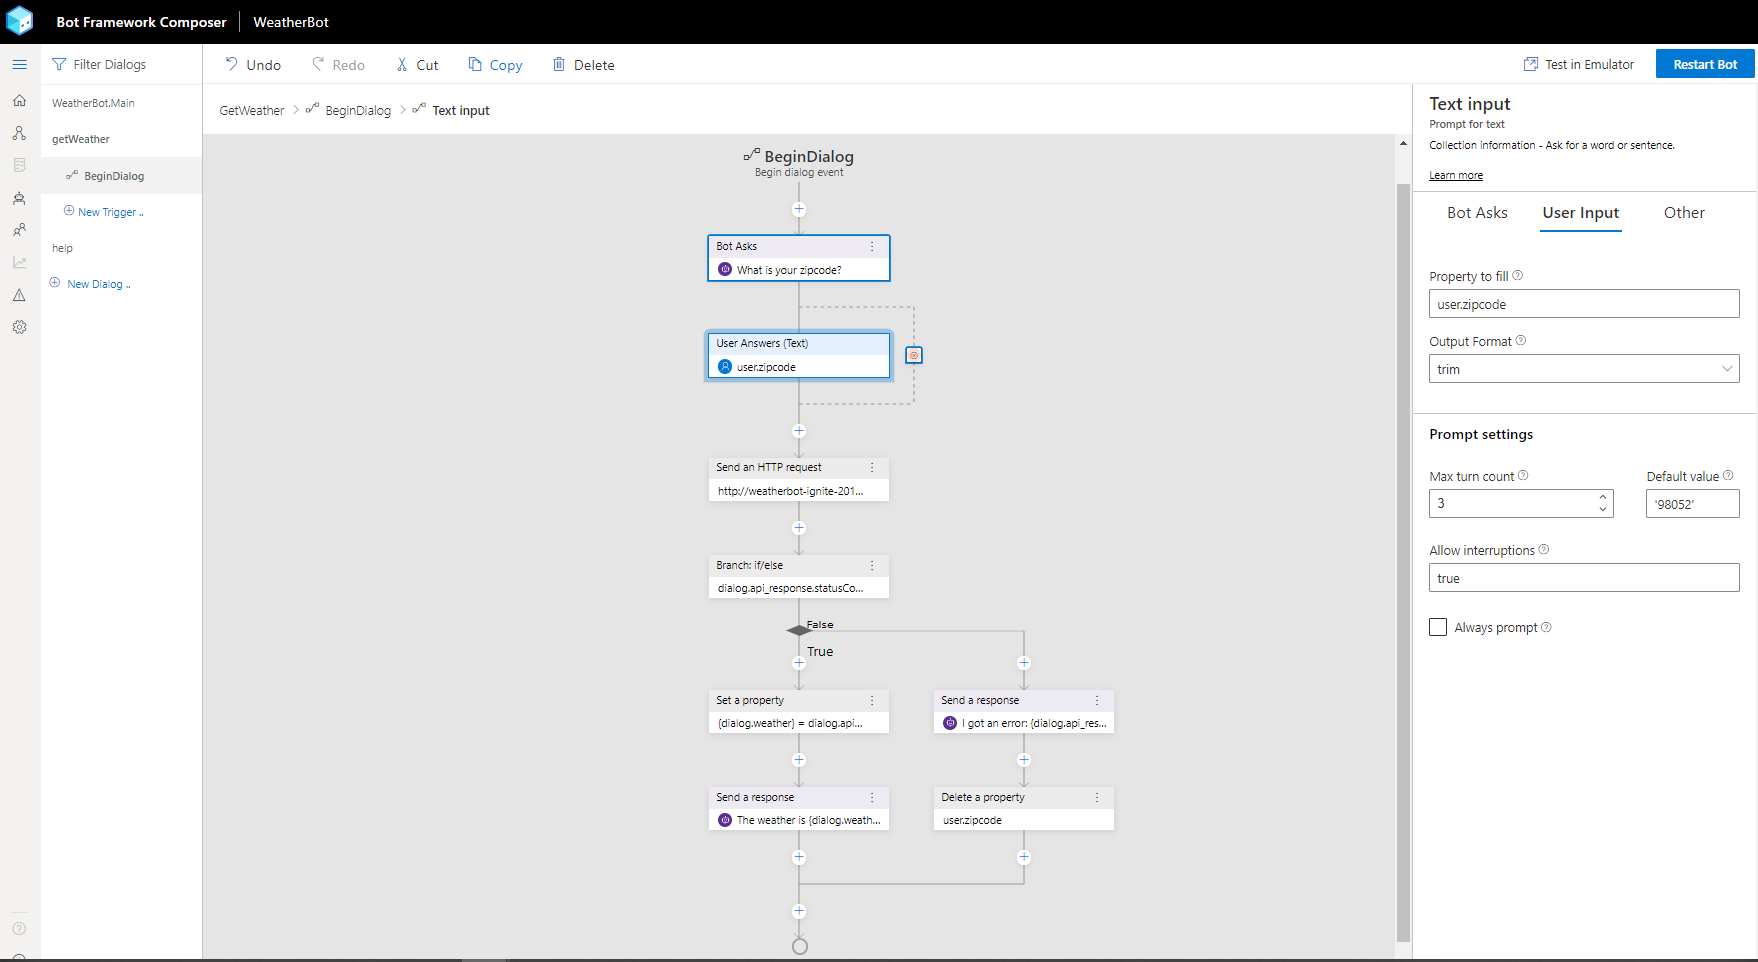 Bot Framework Composer
WeatherBot
Filter Dialogs
WeatherBot.Main
getWeather
BeginDialog
New Trigger ..
help
New Dialog ..
Undo
Redo
Cut
Copy
Delete
Test in Emulator
Restart Bot
GetWeather > BeginDialog > Text input
BeginDialog
Begin dialog event
Bot Asks
What is your zipcode?
User Answers (Text)
user.zipcode
Send an HTTP request
http://weatherbot-ignite-201...
Branch: if/else
dialog.api_response.statusCo...
False
True
Set a property
{dialog.weather} = dialog.api...
Send a response
I got an error: {dialog.api_res...
Send a response
The weather is {dialog.weath...
Delete a property
user.zipcode
Text input
Prompt for text
Collection information - Ask for a word or sentence.
Learn more
Bot Asks
User Input
Other
Property to fill
user.zipcode
Output Format
trim
Prompt settings
Max turn count
Default value
3
'98052'
Allow interruptions
true
Always prompt